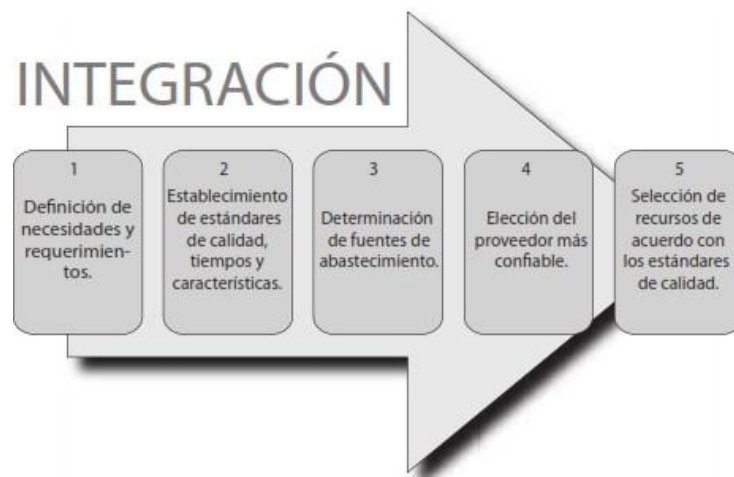 INTEGRACIÓN
1
Definición de
necesidades y
requerimien-
tos.
2
Establecimiento
de estándares
de calidad,
tiempos y
características.
3
Determinación
de fuentes de
abastecimiento.
4
Elección del
proveedor más
confiable.
5
Selección de
recursos de
acuerdo con
los estándares
de calidad.